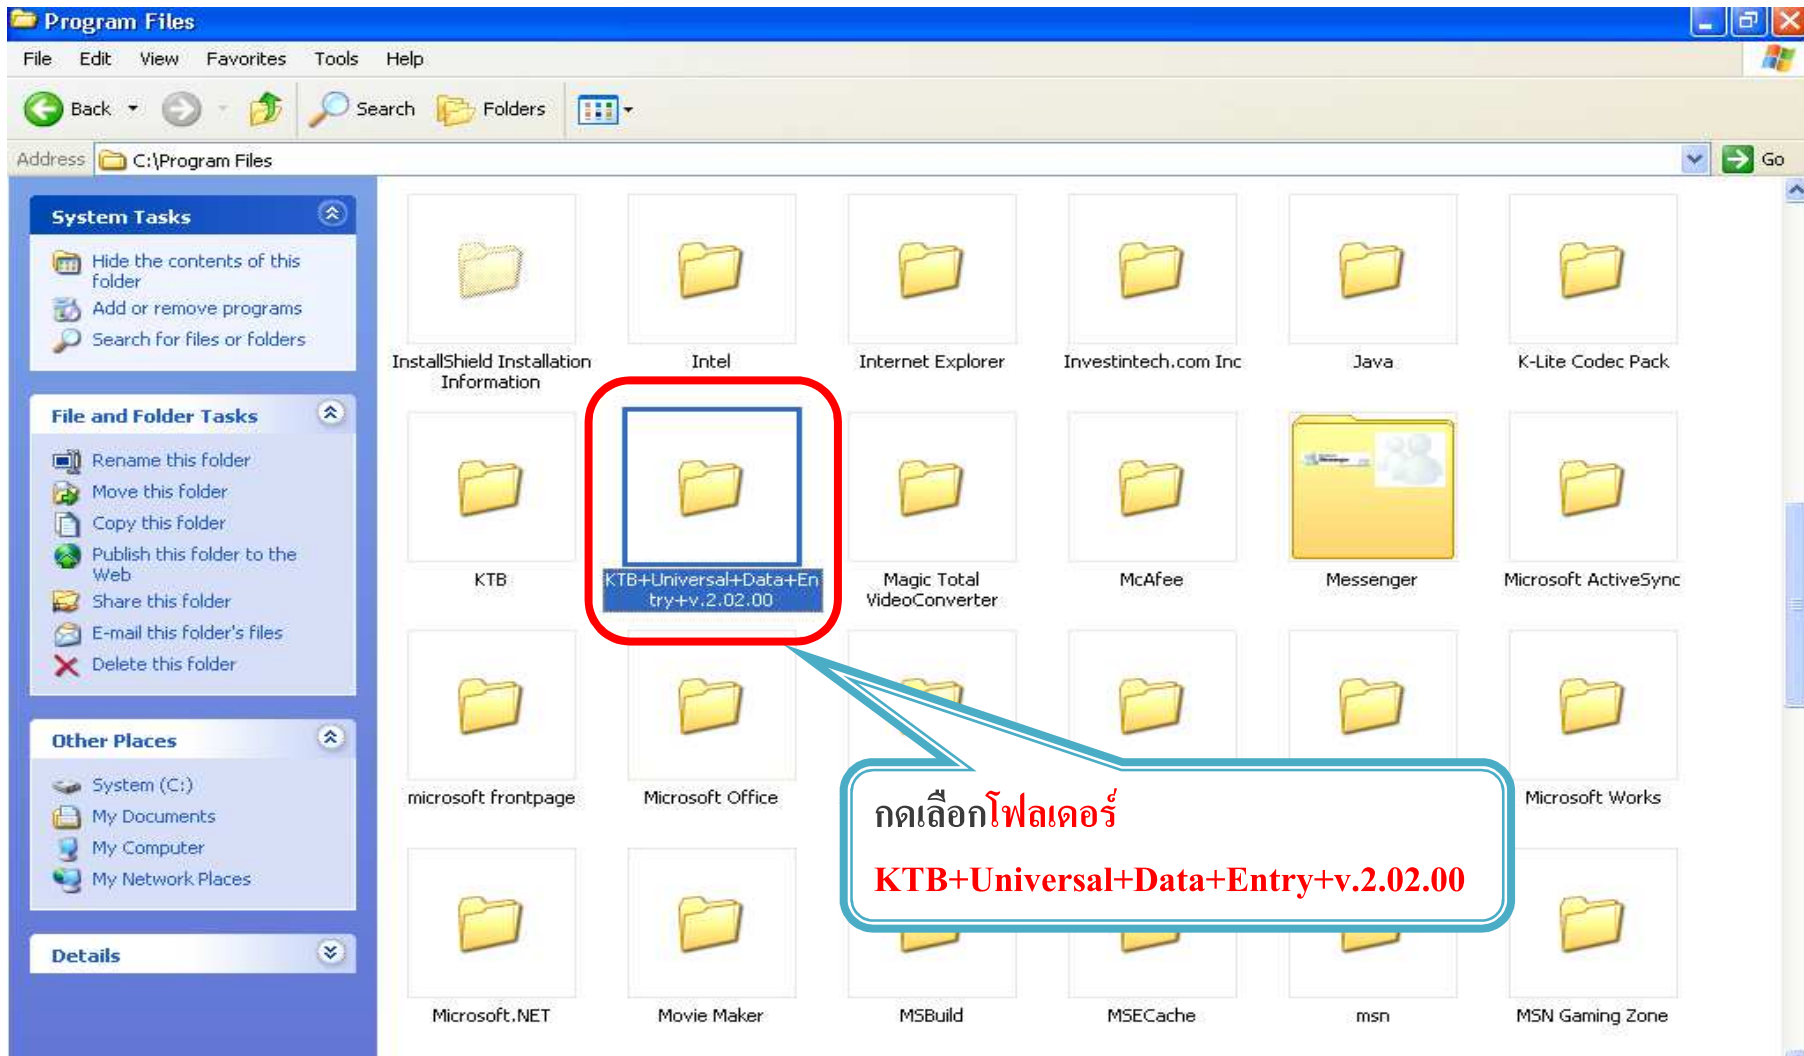 Program Files
File Edit View Favorites Tools Help
Back Search Folders
Address C:\Program Files Go
System Tasks
Hide the contents of this
folder
Add or remove programs
Search for files or folders
File and Folder Tasks
Rename this folder
Move this folder
Copy this folder
Publish this folder to the
Web
Share this folder
E-mail this folder's files
Delete this folder
Other Places
System (C:)
My Documents
My Computer
My Network Places
Details
InstallShield Installation
Information
Intel
Internet Explorer
Investintech.com Inc
Java
K-Lite Codec Pack
KTB
KTB+Universal+Data+En
try+v.2.02.00
Magic Total
VideoConverter
McAfee
Messenger
Microsoft ActiveSync
microsoft frontpage
Microsoft Office
Microsoft Works
กดเลือกโฟลเดอร์
KTB+Universal+Data+Entry+v.2.02.00
Microsoft.NET
Movie Maker
MSBuild
MSECache
msn
MSN Gaming Zone